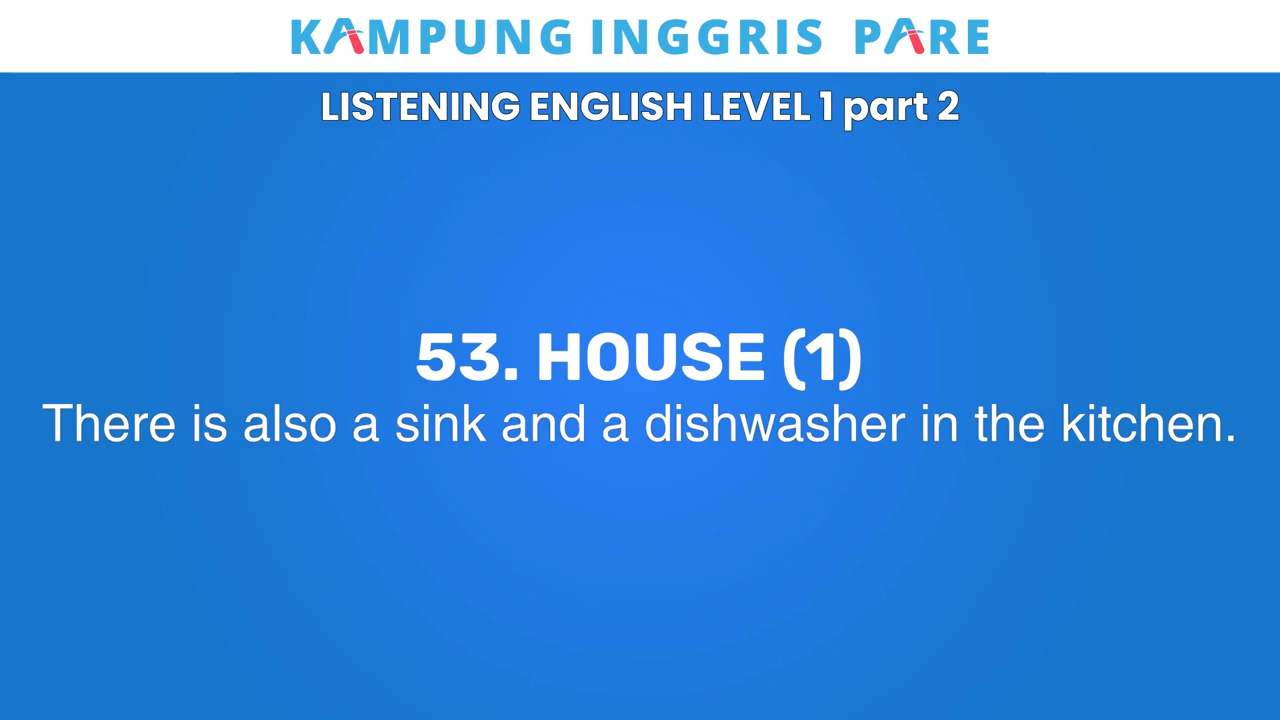 KAMPUNG INGGRIS PARE
LISTENING ENGLISH LEVEL 1 part 2
53. HOUSE (1)
There is also a sink and a dishwasher in the kitchen.